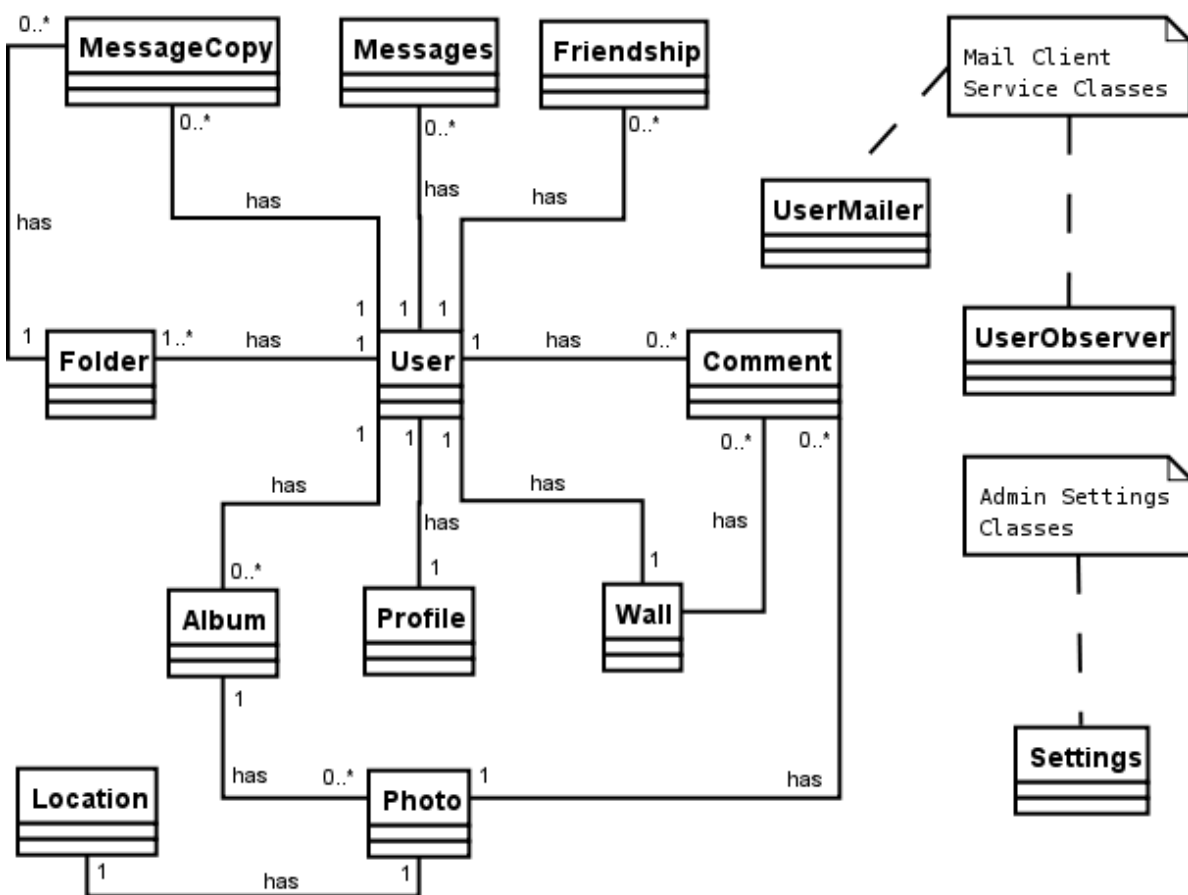 0..*
MessageCopy
Messages
Friendship
Mail Client
Service Classes
0..*
0..*
0..*
has
has
has
has
UserMailer
1
1
1
1
1..*
has
1
1
has
0..*
Folder
User
Comment
UserObserver
1
1
1
0..*
0..*
has
has
has
has
Admin Settings
Classes
0..*
1
1
Album
Profile
Wall
1
has
0..*
1
has
Settings
Location
Photo
1
has
1